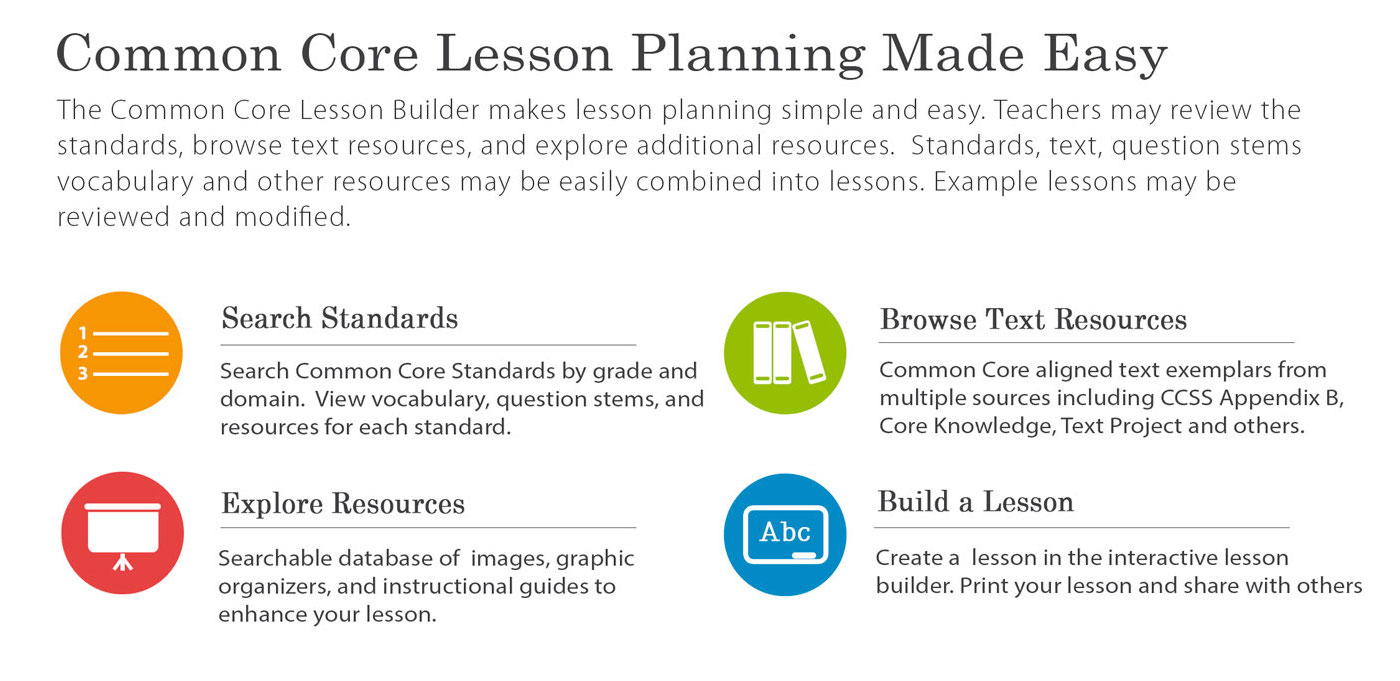 Common Core Lesson Planning Made Easy
The Common Core Lesson Builder makes lesson planning simple and easy. Teachers may review the
standards, browse text resources, and explore additional resources.  Standards, text, question stems
vocabulary and other resources may be easily combined into lessons. Example lessons may be
reviewed and modified.
1
2
3
Search Standards
Search Common Core Standards by grade and
domain.  View vocabulary, question stems, and
resources for each standard.
Browse Text Resources
Common Core aligned text exemplars from
multiple sources including CCSS Appendix B,
Core Knowledge, Text Project and others.
Explore Resources
Searchable database of  images, graphic
organizers, and instructional guides to
enhance your lesson.
Abc
Build a Lesson
Create a  lesson in the interactive lesson
builder. Print your lesson and share with others